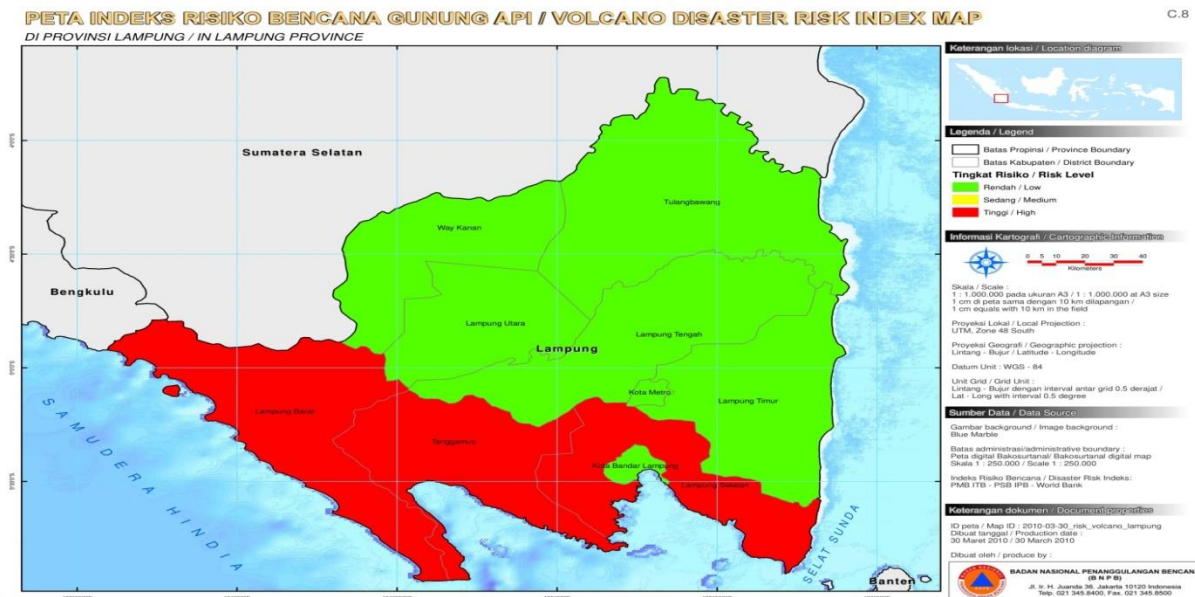 PETA INDEKS RISIKO BENCANA GUNUNG API / VOLCANO DISASTER RISK INDEX MAP
C.8
DI PROVINSI LAMPUNG / IN LAMPUNG PROVINCE
Sumatera Selatan
Bengkulu
Tulangbawang
Way Kanan
Lampung Utara
Lampung Tengah
Lampung
Kota Metro
Lampung Timur
Lampung Barat
Tanggamus
Kota Bandar Lampung
Lampung Selatan
SAMUDERA HINDIA
SELAT SUNDA
Banten
Keterangan lokasi / Location diagram
Legenda / Legend
Batas Propinsi / Province Boundary
Batas Kabupaten / District Boundary
Tingkat Risiko / Risk Level
Rendah / Low
Sedang / Medium
Tinggi / High
Informasi Kartografi / Cartographic Information
0 5 10 20 30 40
Kilometers
Skala / Scale :
1 : 1.000.000 pada ukuran A3 / 1 : 1.000.000 at A3 size
1 cm di peta sama dengan 10 km dilapangan /
1 cm equals with 10 km in the field
Proyeksi Lokal / Local Projection :
UTM, Zone 48 South
Proyeksi Geografi / Geographic projection :
Lintang - Bujur / Latitude - Longitude
Datum Unit : WGS - 84
Unit Grid / Grid Unit :
Lintang - Bujur dengan interval antar grid 0.5 derajat /
Lat - Long with interval 0.5 degree
Sumber Data / Data Source
Gambar background / Image background :
Blue Marble
Batas administrasi/administrative boundary :
Peta digital Bakosurtanal/ Bakosurtanal digital map
Skala 1 : 250.000 / Scale 1 : 250.000
Indeks Risiko Bencana / Disaster Risk Indeks:
PMB ITB - PSB IPB - World Bank
Keterangan dokumen / Document properties
ID peta / Map ID : 2010-03-30_risk_volcano_lampung
Dibuat tanggal / Production date :
30 Maret 2010 / 30 March 2010
Dibuat oleh / produce by :
BADAN NASIONAL PENANGGULANGAN BENCANA
(B N P B)
Jl. Ir. H. Juanda 36, Jakarta 10120 Indonesia
Telp. 021 345.8400, Fax. 021 345.8500